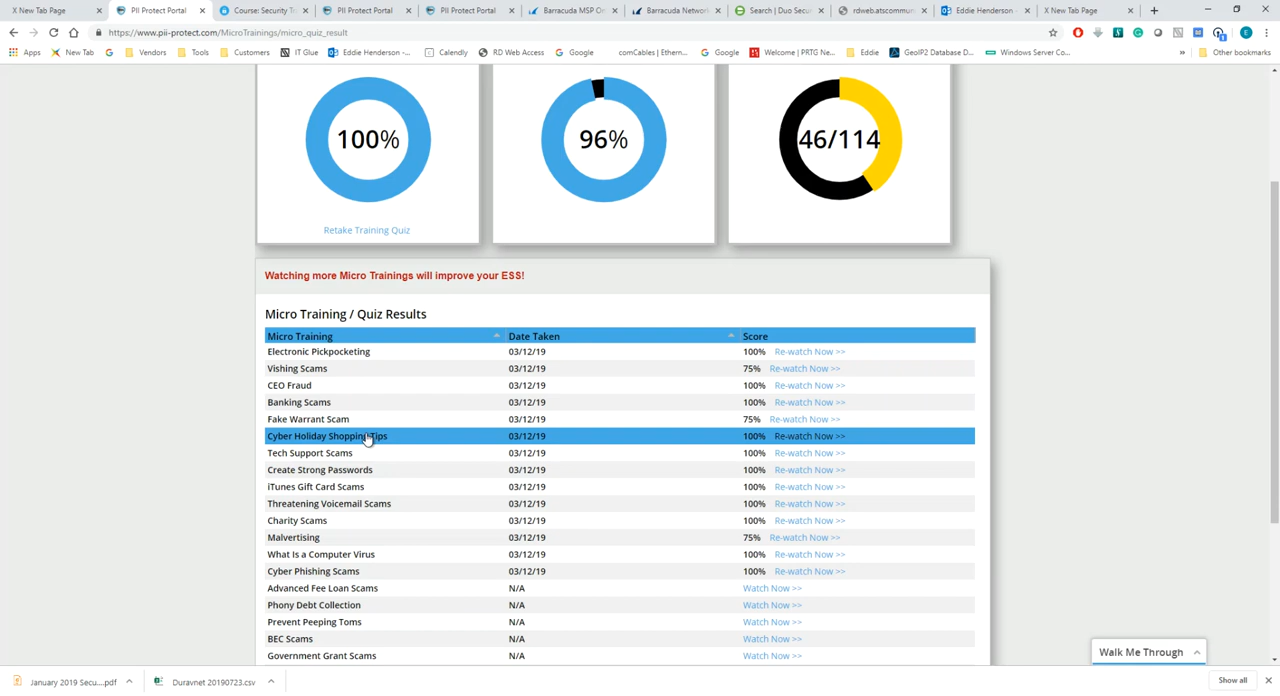 X New Tab Page PII Protect Portal Course: Security T PII Protect Portal PII Protect Portal Barracuda MSP On Barracuda Network Search | Duo Secu rdweb.atscommun Eddie Henderson - X New Tab Page
https://www.pii-protect.com/MicroTrainings/micro_quiz_result
Apps New Tab Vendors Tools Customers IT Glue Eddie Henderson -... Calendly RD Web Access Google comCables | Ethern... Google Welcome | PRTG Ne... Eddie GeoIP2 Database D... Windows Server Co... » Other bookmarks
100% 96% 46/114
Retake Training Quiz
Watching more Micro Trainings will improve your ESS!
Micro Training / Quiz Results
Micro Training Date Taken Score
Electronic Pickpocketing 03/12/19 100% Re-watch Now >>
Vishing Scams 03/12/19 75% Re-watch Now >>
CEO Fraud 03/12/19 100% Re-watch Now >>
Banking Scams 03/12/19 100% Re-watch Now >>
Fake Warrant Scam 03/12/19 75% Re-watch Now >>
Cyber Holiday Shopping Tips 03/12/19 100% Re-watch Now >>
Tech Support Scams 03/12/19 100% Re-watch Now >>
Create Strong Passwords 03/12/19 100% Re-watch Now >>
iTunes Gift Card Scams 03/12/19 100% Re-watch Now >>
Threatening Voicemail Scams 03/12/19 100% Re-watch Now >>
Charity Scams 03/12/19 100% Re-watch Now >>
Malvertising 03/12/19 75% Re-watch Now >>
What Is a Computer Virus 03/12/19 100% Re-watch Now >>
Cyber Phishing Scams 03/12/19 100% Re-watch Now >>
Advanced Fee Loan Scams N/A Watch Now >>
Phony Debt Collection N/A Watch Now >>
Prevent Peeping Toms N/A Watch Now >>
BEC Scams N/A Watch Now >>
Government Grant Scams N/A Watch Now >>
Walk Me Through
January 2019 Secu....pdf Duravnet 20190723.csv Show all